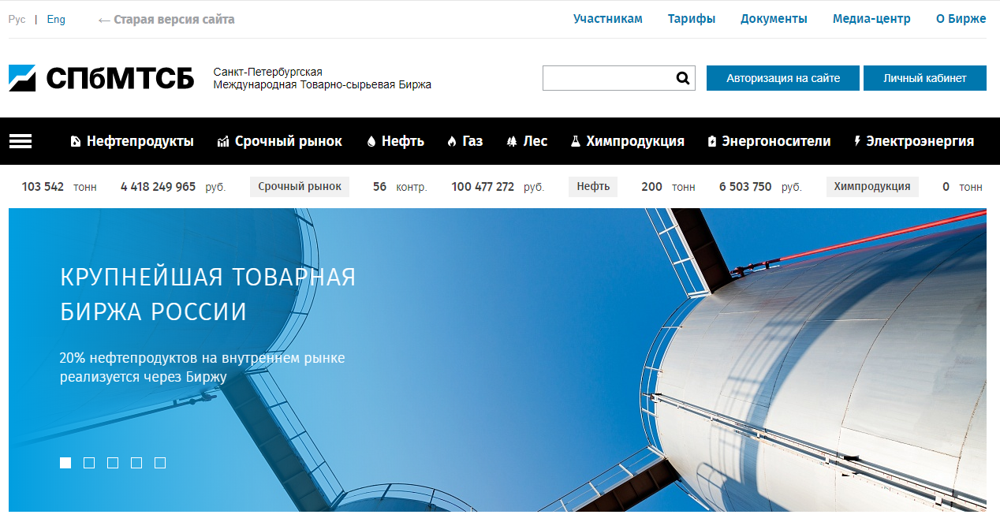 Рус | Eng ← Старая версия сайта Участникам Тарифы Документы Медиа-центр О Бирже
СПбМТСБ
Санкт-Петербургская
Международная Товарно-сырьевая Биржа
Авторизация на сайте Личный кабинет
Нефтепродукты Срочный рынок Нефть Газ Лес Химпродукция Энергоносители Электроэнергия
103 542 тонн 4 418 249 965 руб. Срочный рынок 56 контр. 100 477 272 руб. Нефть 200 тонн 6 503 750 руб. Химпродукция 0 тонн
КРУПНЕЙШАЯ ТОВАРНАЯ
БИРЖА РОССИИ
20% нефтепродуктов на внутреннем рынке
реализуется через Биржу